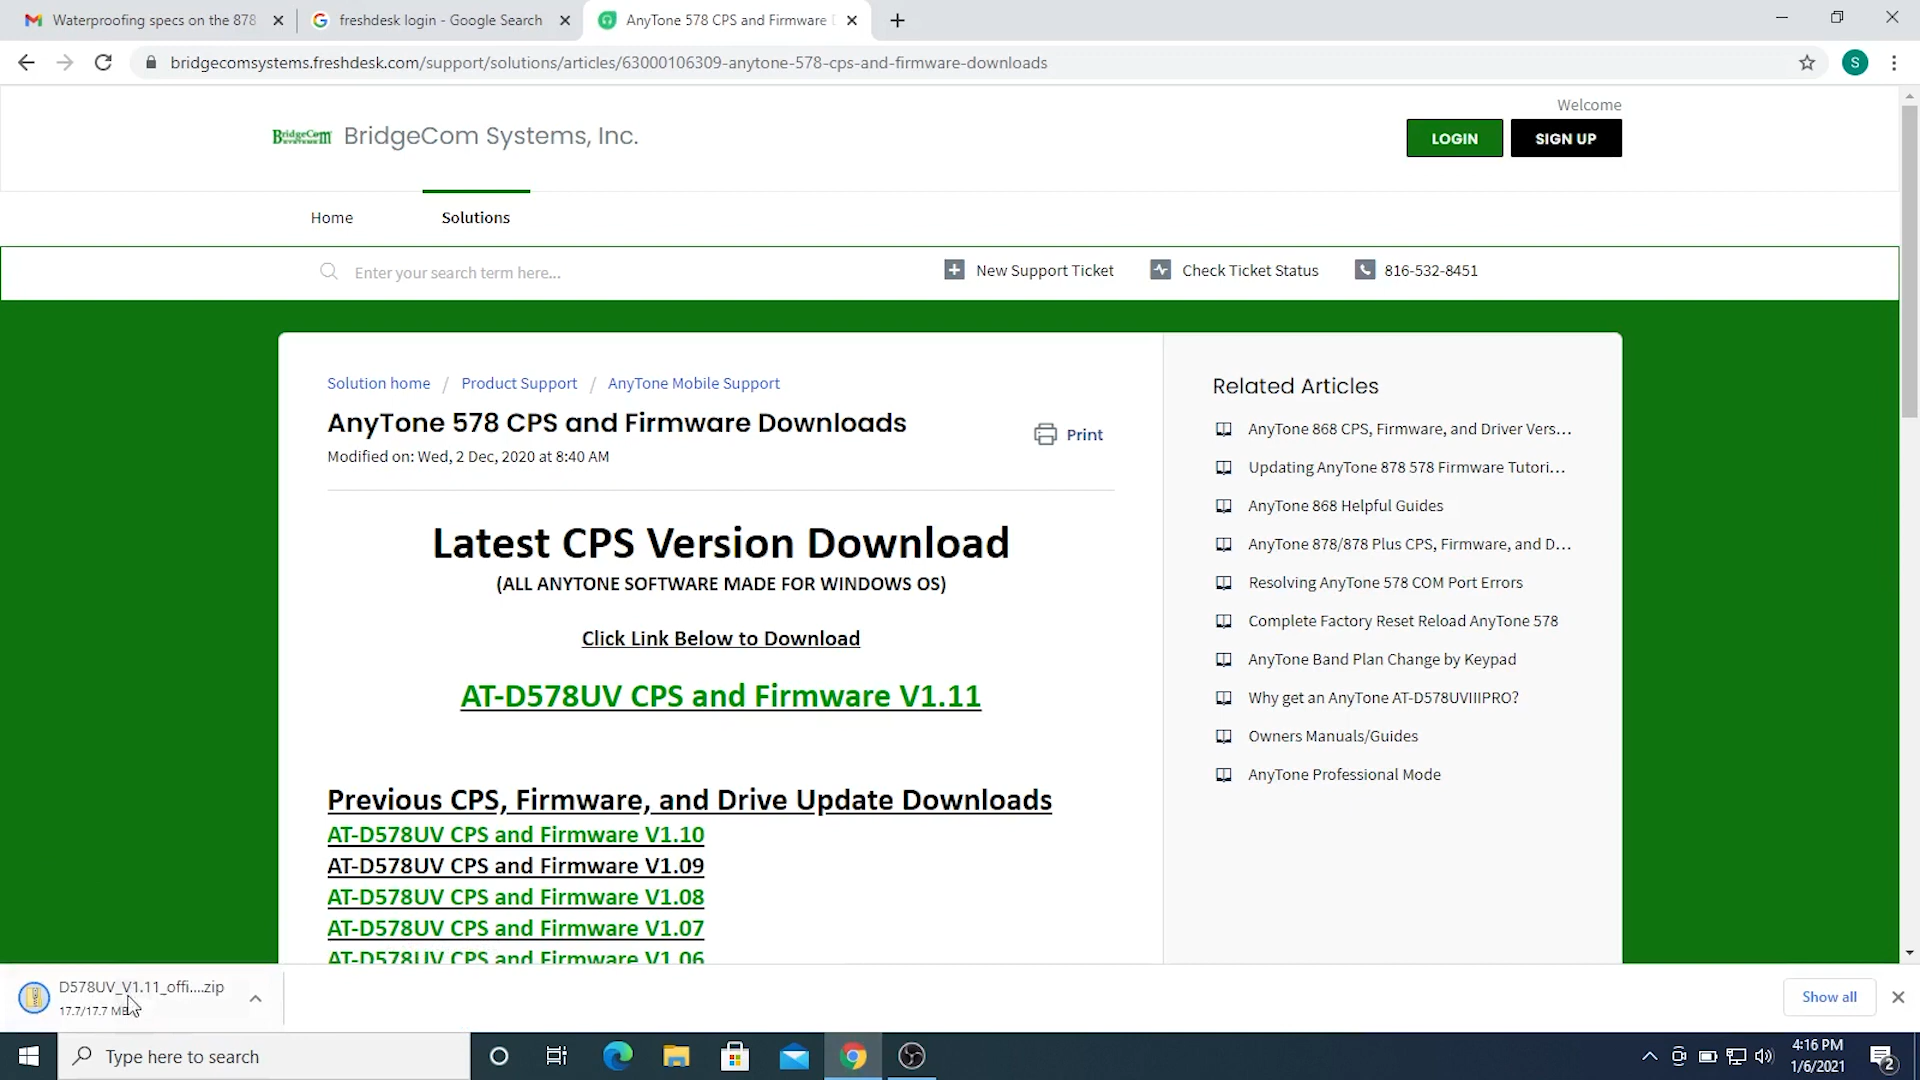 Waterproofing specs on the 878
freshdesk login - Google Search
AnyTone 578 CPS and Firmware D
bridgecomsystems.freshdesk.com/support/solutions/articles/63000106309-anytone-578-cps-and-firmware-downloads
S
Welcome
BridgeCom
BridgeCom Systems, Inc.
LOGIN
SIGN UP
Home
Solutions
Enter your search term here...
New Support Ticket
Check Ticket Status
816-532-8451
Solution home / Product Support / AnyTone Mobile Support
AnyTone 578 CPS and Firmware Downloads
Print
Modified on: Wed, 2 Dec, 2020 at 8:40 AM
Latest CPS Version Download
(ALL ANYTONE SOFTWARE MADE FOR WINDOWS OS)
Click Link Below to Download
AT-D578UV CPS and Firmware V1.11
Previous CPS, Firmware, and Drive Update Downloads
AT-D578UV CPS and Firmware V1.10
AT-D578UV CPS and Firmware V1.09
AT-D578UV CPS and Firmware V1.08
AT-D578UV CPS and Firmware V1.07
AT-D578UV CPS and Firmware V1.06
Related Articles
AnyTone 868 CPS, Firmware, and Driver Vers...
Updating AnyTone 878 578 Firmware Tutori...
AnyTone 868 Helpful Guides
AnyTone 878/878 Plus CPS, Firmware, and D...
Resolving AnyTone 578 COM Port Errors
Complete Factory Reset Reload AnyTone 578
AnyTone Band Plan Change by Keypad
Why get an AnyTone AT-D578UVIIIPRO?
Owners Manuals/Guides
AnyTone Professional Mode
D578UV_V1.11_offi....zip
17.7/17.7 MB
Show all
Type here to search
4:16 PM
1/6/2021
2